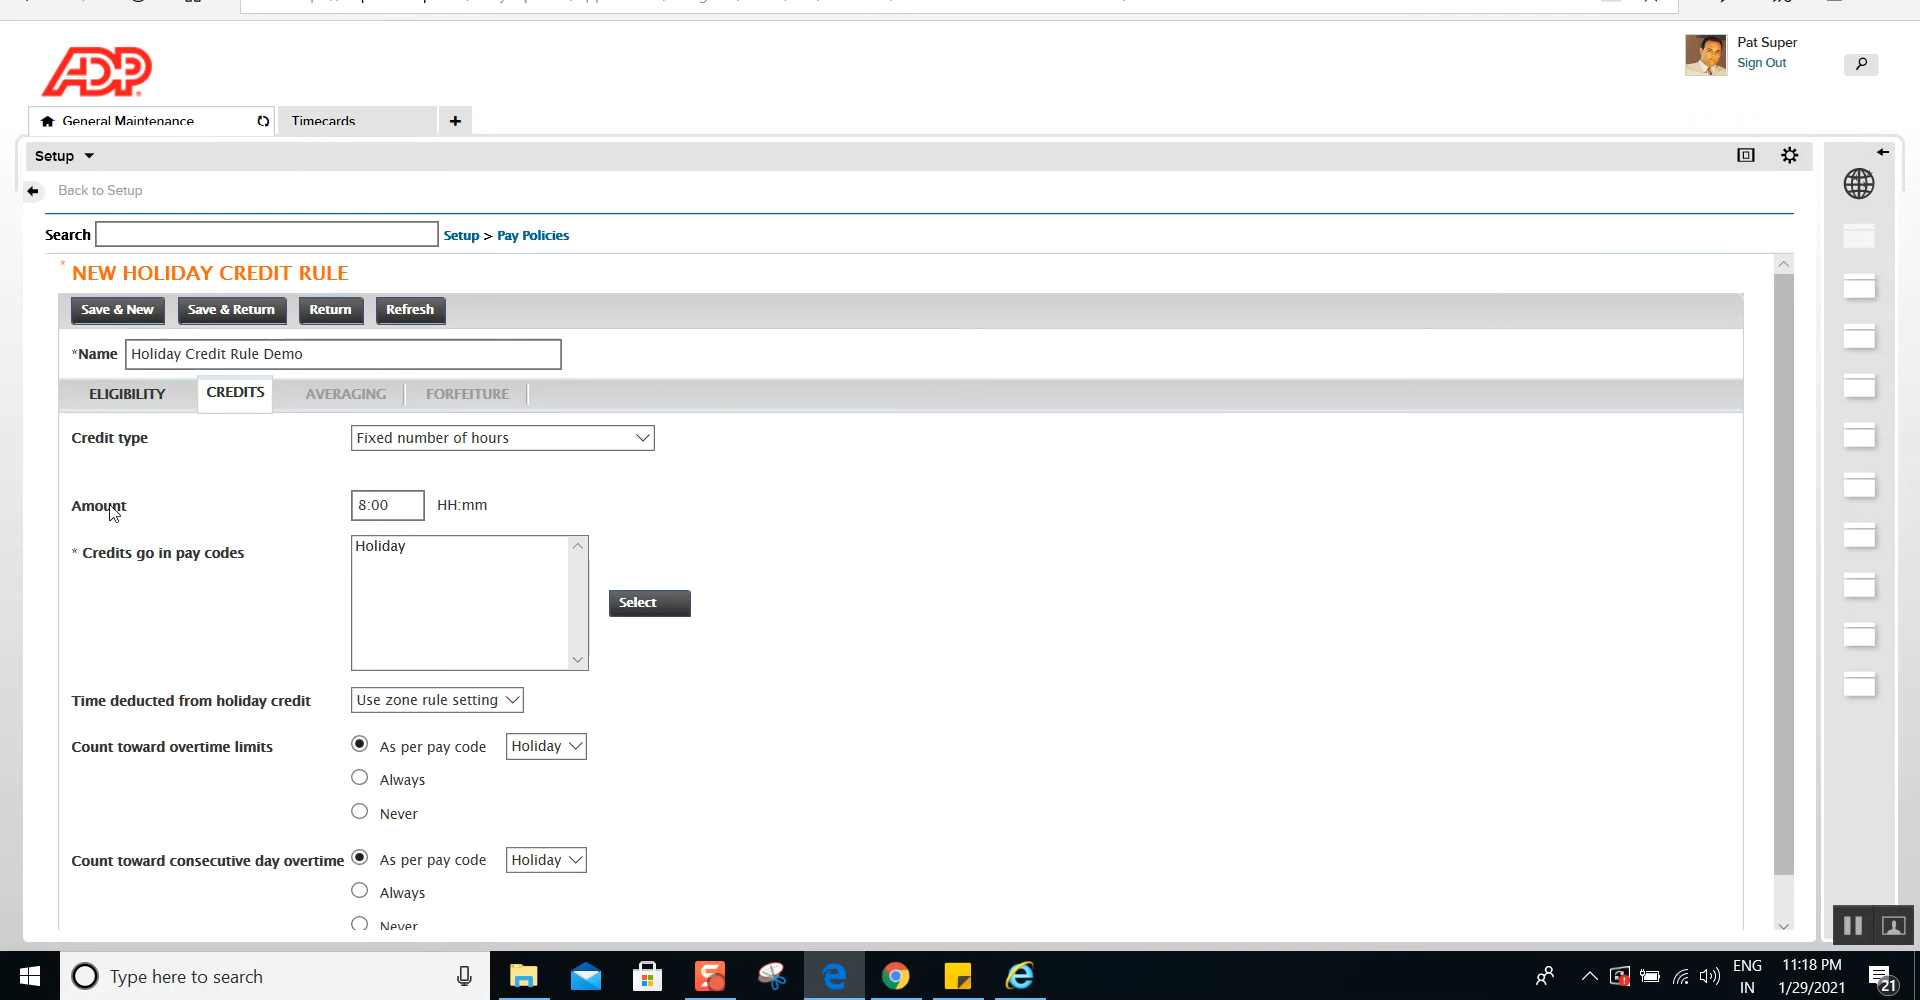 Pat Super
Sign Out
ADP
General Maintenance
Timecards
+
Setup
Back to Setup
Search
Setup > Pay Policies
* NEW HOLIDAY CREDIT RULE
Save & New
Save & Return
Return
Refresh
*Name
Holiday Credit Rule Demo
ELIGIBILITY
CREDITS
AVERAGING
FORFEITURE
Credit type
Fixed number of hours
Amount
8:00
HH:mm
* Credits go in pay codes
Holiday
Select
Time deducted from holiday credit
Use zone rule setting
Count toward overtime limits
As per pay code
Holiday
Always
Never
Count toward consecutive day overtime
As per pay code
Holiday
Always
Never
Type here to search
ENG
IN
11:18 PM
1/29/2021
21